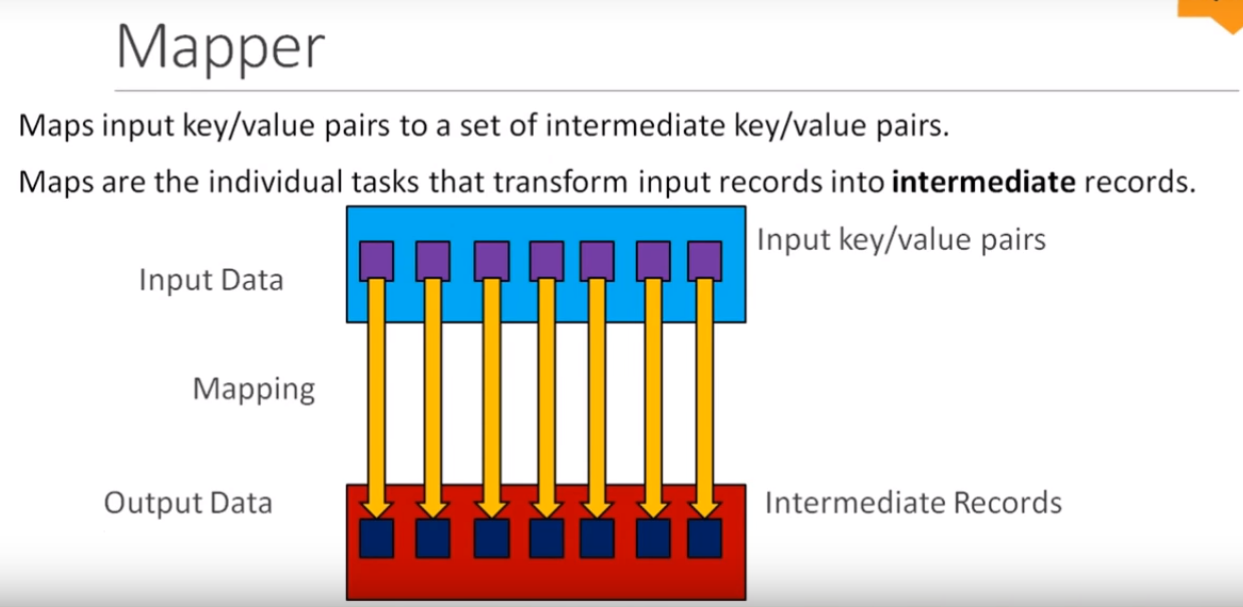 Mapper
Maps input key/value pairs to a set of intermediate key/value pairs.
Maps are the individual tasks that transform input records into intermediate records.
Input key/value pairs
Input Data
Mapping
Output Data
Intermediate Records